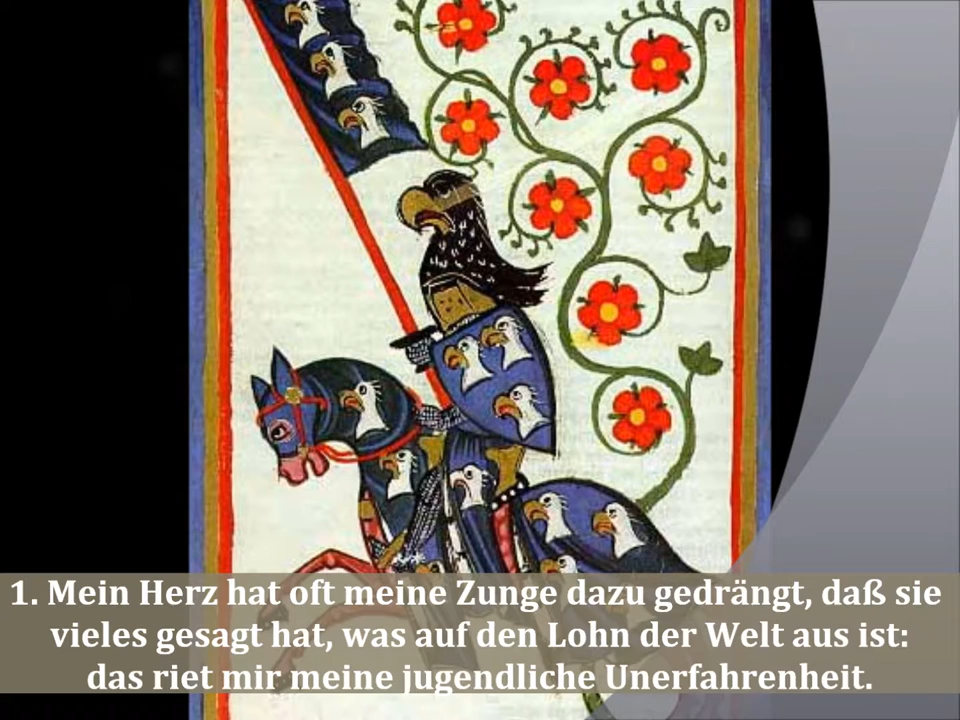 1. Mein Herz hat oft meine Zunge dazu gedrängt, daß sie
vieles gesagt hat, was auf den Lohn der Welt aus ist:
das riet mir meine jugendliche Unerfahrenheit.